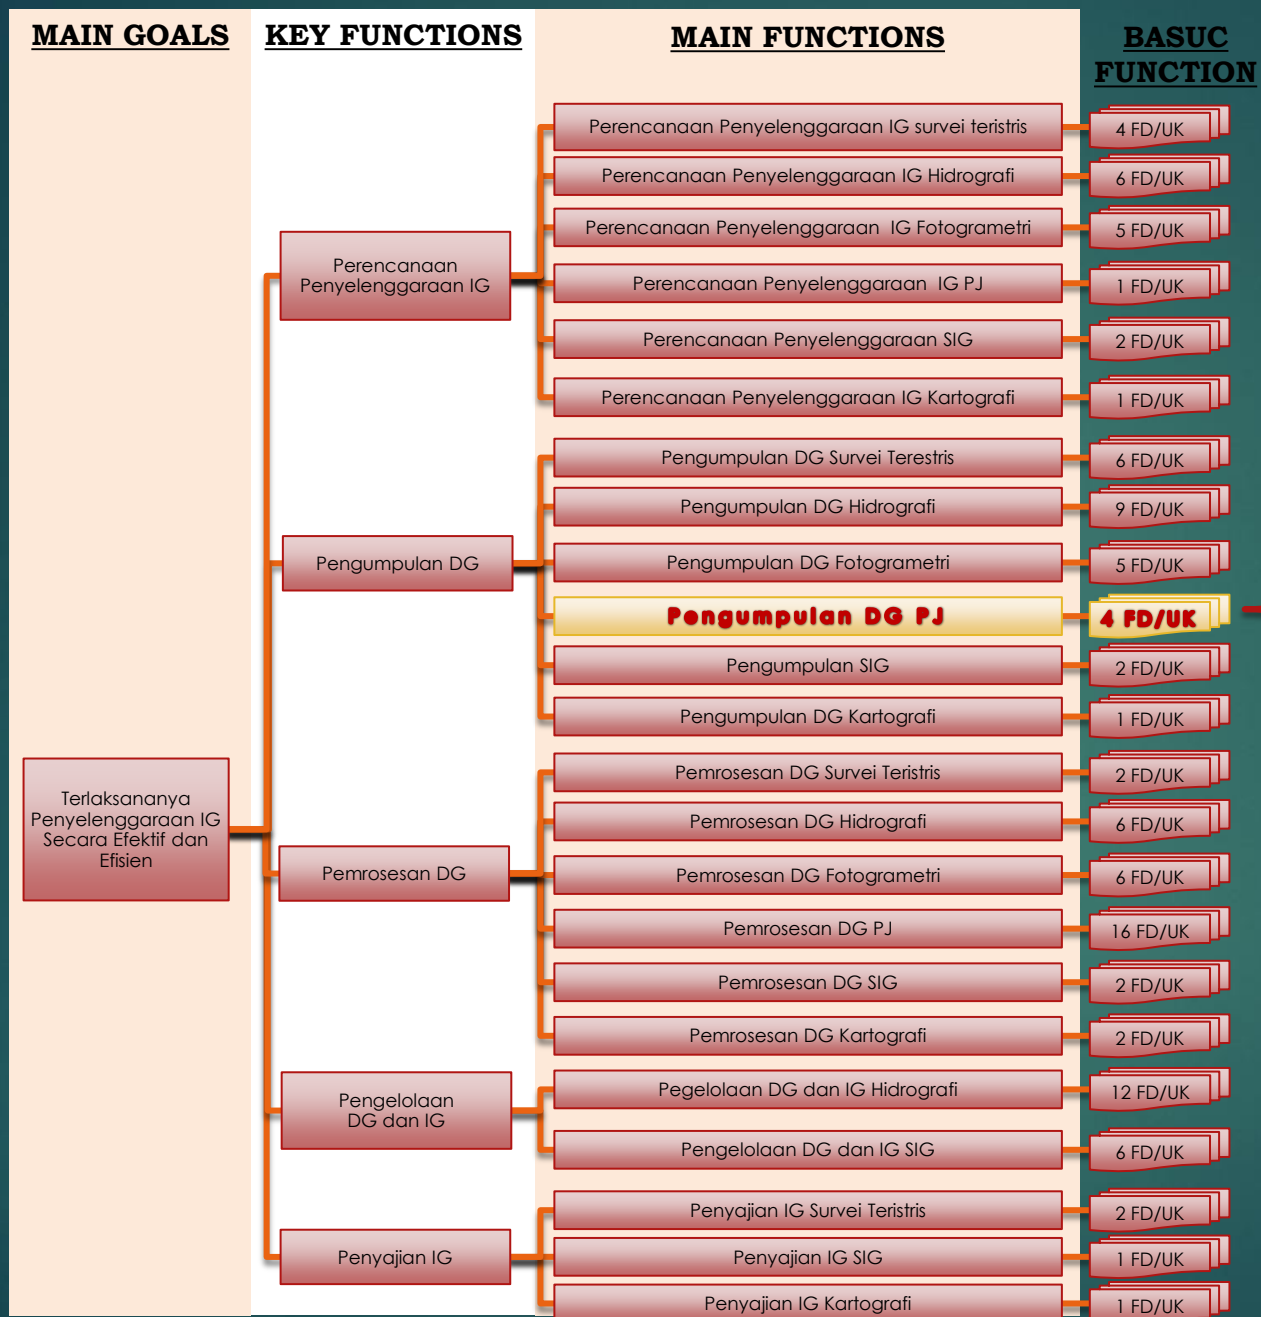 MAIN GOALS
KEY FUNCTIONS
MAIN FUNCTIONS
BASUC
FUNCTION
Terlaksananya
Penyelenggaraan IG
Secara Efektif dan
Efisien
Perencanaan
Penyelenggaraan IG
Perencanaan Penyelenggaraan IG survei teristris
4 FD/UK
Perencanaan Penyelenggaraan IG Hidrografi
6 FD/UK
Perencanaan Penyelenggaraan IG Fotogrametri
5 FD/UK
Perencanaan Penyelenggaraan IG PJ
1 FD/UK
Perencanaan Penyelenggaraan SIG
2 FD/UK
Perencanaan Penyelenggaraan IG Kartografi
1 FD/UK
Pengumpulan DG
Pengumpulan DG Survei Terestris
6 FD/UK
Pengumpulan DG Hidrografi
9 FD/UK
Pengumpulan DG Fotogrametri
5 FD/UK
Pengumpulan DG PJ
4 FD/UK
Pengumpulan SIG
2 FD/UK
Pengumpulan DG Kartografi
1 FD/UK
Pemrosesan DG
Pemrosesan DG Survei Teristris
2 FD/UK
Pemrosesan DG Hidrografi
6 FD/UK
Pemrosesan DG Fotogrametri
6 FD/UK
Pemrosesan DG PJ
16 FD/UK
Pemrosesan DG SIG
2 FD/UK
Pemrosesan DG Kartografi
2 FD/UK
Pengelolaan
DG dan IG
Pegelolaan DG dan IG Hidrografi
12 FD/UK
Pengelolaan DG dan IG SIG
6 FD/UK
Penyajian IG
Penyajian IG Survei Teristris
2 FD/UK
Penyajian IG SIG
1 FD/UK
Penyajian IG Kartografi
1 FD/UK